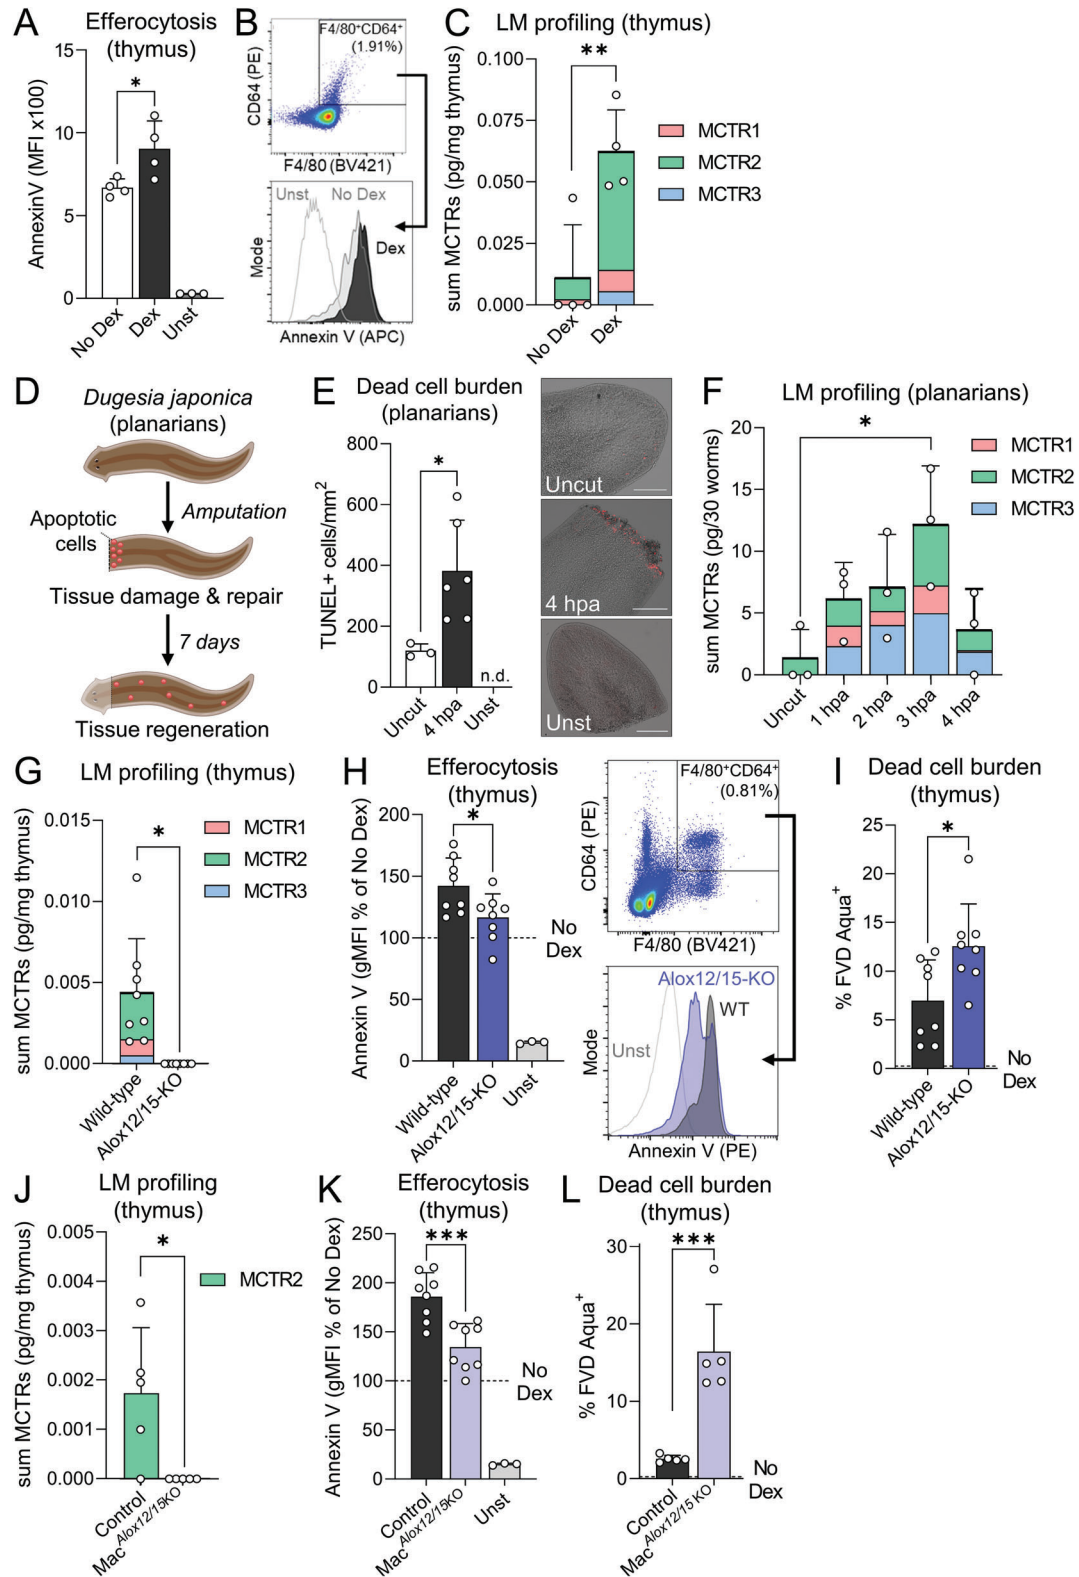 A
Efferocytosis
(thymus)
AnnexinV (MFI x100)
15
10
5
0
*
No Dex
Dex
Unst
B
F4/80⁺CD64⁺
(1.91%)
CD64 (PE)
F4/80 (BV421)
Unst
No Dex
Dex
Mode
Annexin V (APC)
C
LM profiling (thymus)
sum MCTRs (pg/mg thymus)
0.100
0.075
0.050
0.025
0.000
**
No Dex
Dex
MCTR1
MCTR2
MCTR3
D
Dugesia japonica
(planarians)
Amputation
Apoptotic
cells
Tissue damage & repair
7 days
Tissue regeneration
E
Dead cell burden
(planarians)
TUNEL+ cells/mm²
800
600
400
200
0
*
n.d.
Uncut
4 hpa
Unst
Uncut
4 hpa
Unst
F
LM profiling (planarians)
sum MCTRs (pg/30 worms)
20
15
10
5
0
*
Uncut
1 hpa
2 hpa
3 hpa
4 hpa
MCTR1
MCTR2
MCTR3
G
LM profiling (thymus)
sum MCTRs (pg/mg thymus)
0.015
0.010
0.005
0.000
*
Wild-type
Alox12/15-KO
MCTR1
MCTR2
MCTR3
H
Efferocytosis
(thymus)
Annexin V (gMFI % of No Dex)
200
150
100
50
0
*
No
Dex
Wild-type
Alox12/15-KO
Unst
F4/80⁺CD64⁺
(0.81%)
CD64 (PE)
F4/80 (BV421)
Alox12/15-KO
WT
Unst
Mode
Annexin V (PE)
I
Dead cell burden
(thymus)
% FVD Aqua⁺
25
20
15
10
5
0
*
No
Dex
Wild-type
Alox12/15-KO
J
LM profiling
(thymus)
sum MCTRs (pg/mg thymus)
0.005
0.004
0.003
0.002
0.001
0.000
*
MCTR2
Control
Mac Alox12/15KO
K
Efferocytosis
(thymus)
Annexin V (gMFI % of No Dex)
250
200
150
100
50
0
***
No
Dex
Control
Mac Alox12/15KO
Unst
L
Dead cell burden
(thymus)
% FVD Aqua⁺
30
20
10
0
***
No
Dex
Control
Mac Alox12/15 KO